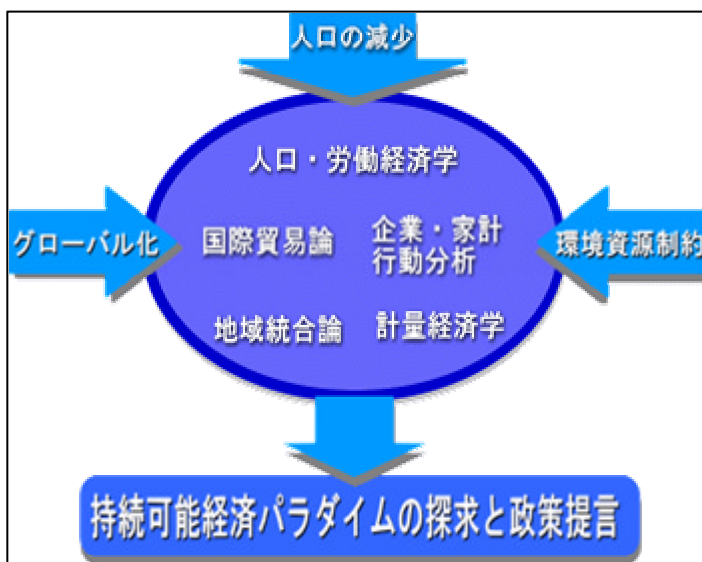 人口の減少
人口・労働経済学
グローバル化
国際貿易論
企業・家計
行動分析
環境資源制約
地域統合論
計量経済学
持続可能経済パラダイムの探求と政策提言